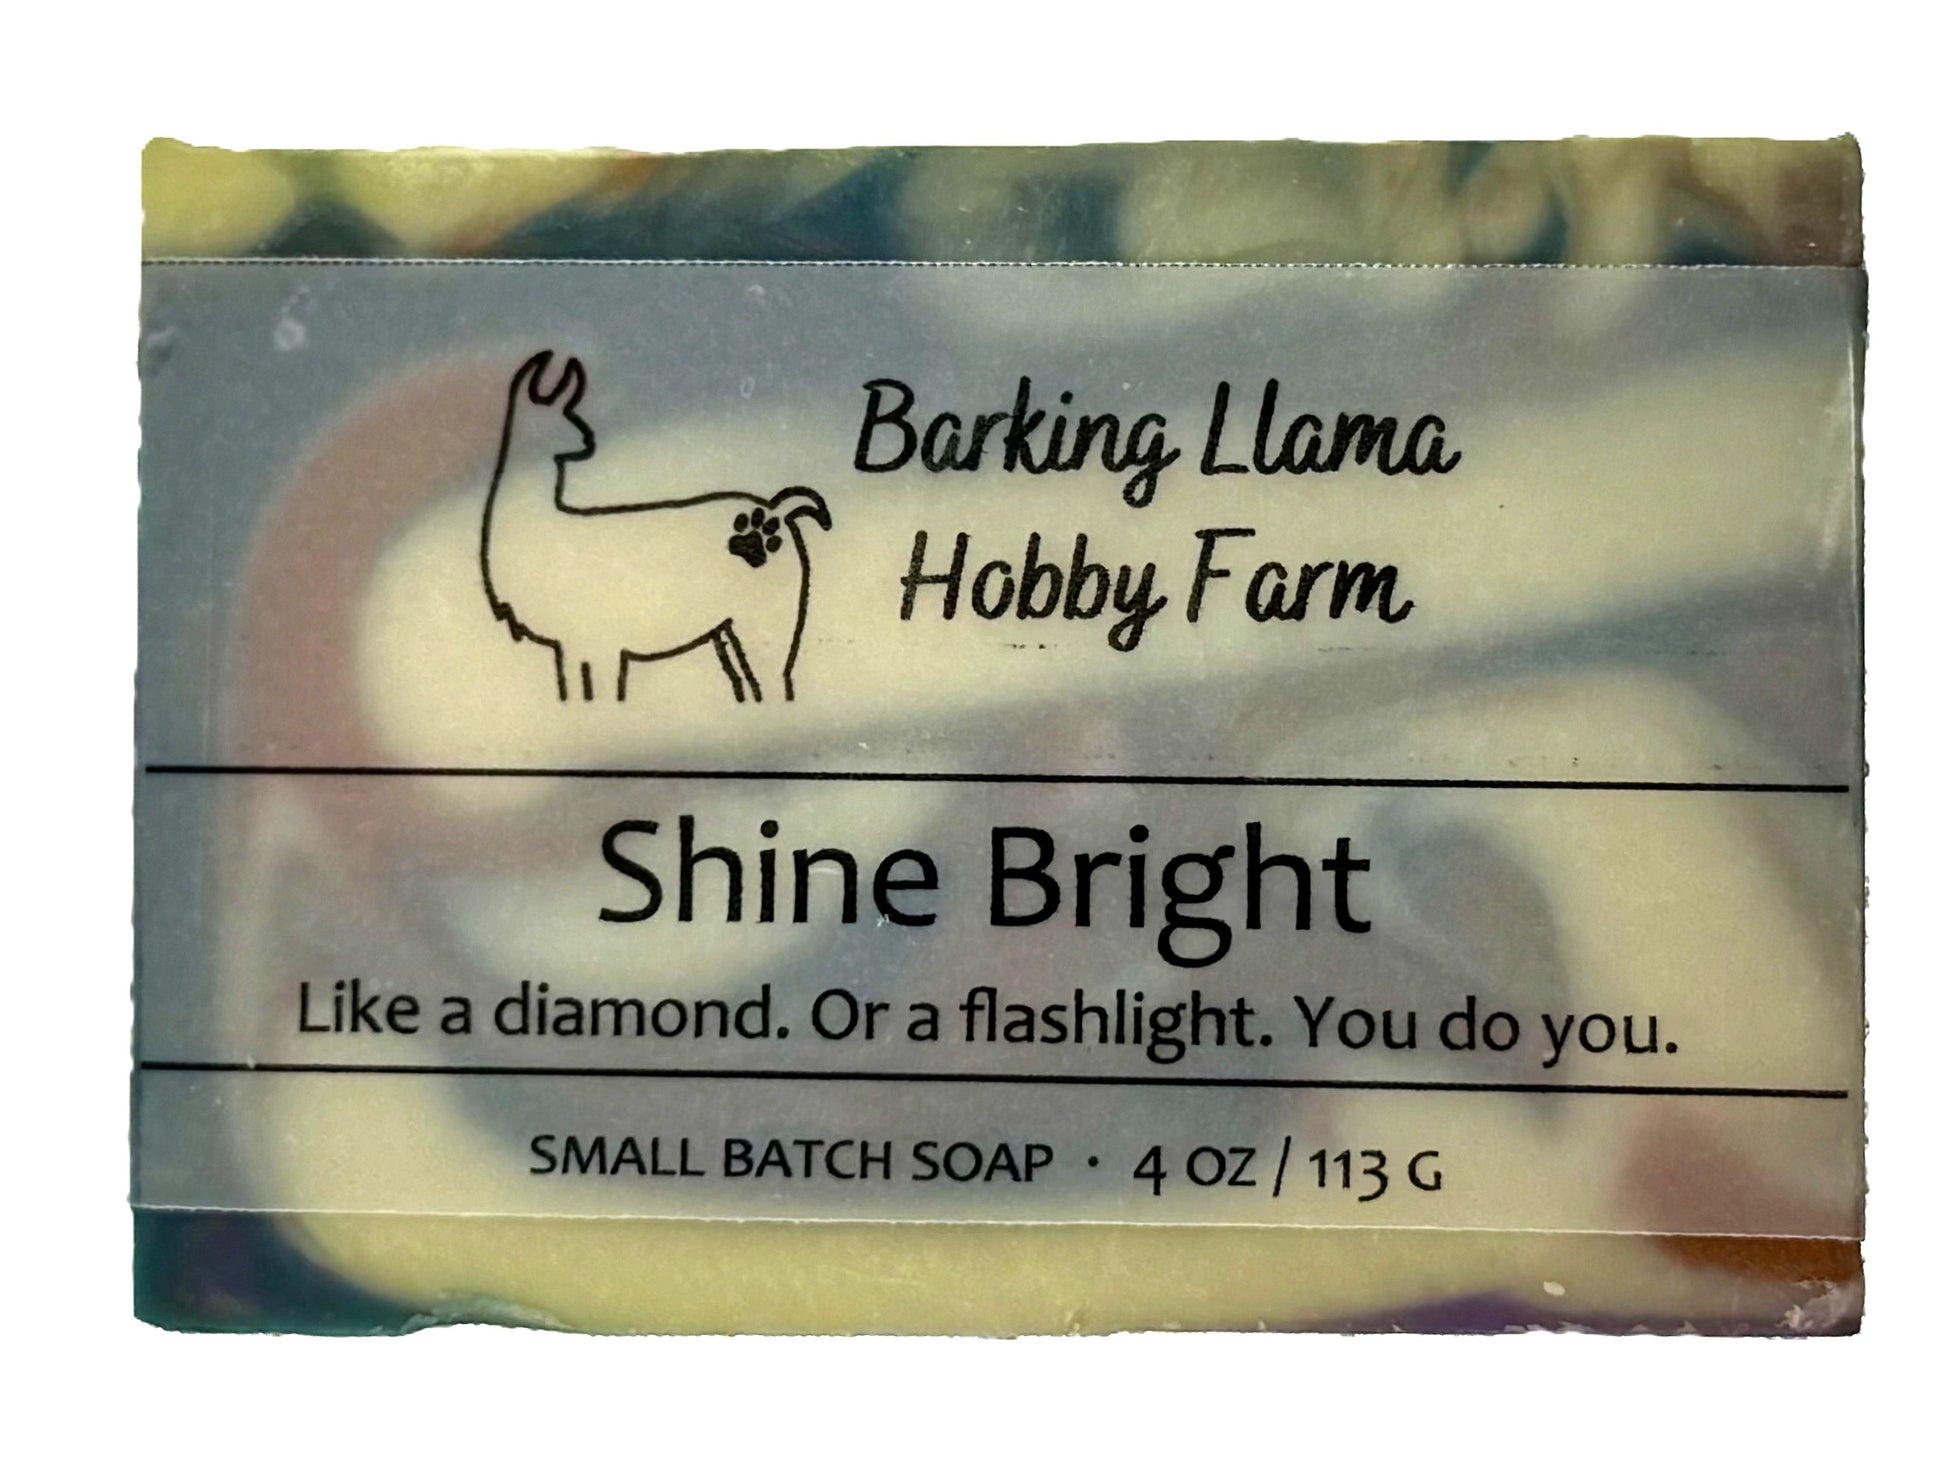 Barking Llama
Hobby Farm
Shine Bright
Like a diamond. Or a flashlight. You do you.
SMALL BATCH SOAP · 4 OZ / 113 G